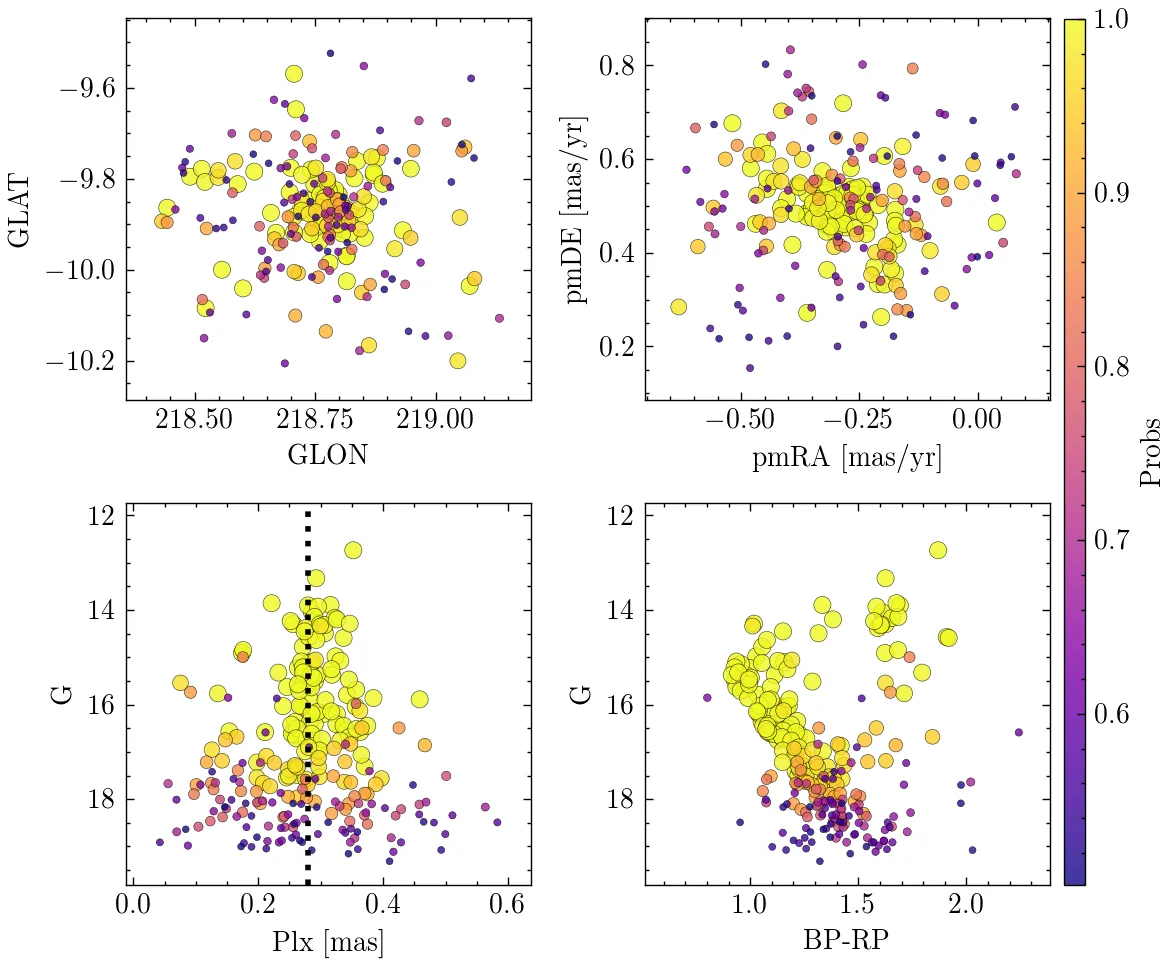 −9.6
−9.8
−10.0
−10.2
GLAT
218.50 218.75 219.00
GLON
0.8
0.6
0.4
0.2
pmDE [mas/yr]
−0.50 −0.25 0.00
pmRA [mas/yr]
12
14
16
18
G
0.0 0.2 0.4 0.6
Plx [mas]
12
14
16
18
G
1.0 1.5 2.0
BP-RP
1.0
0.9
0.8
0.7
0.6
Probs